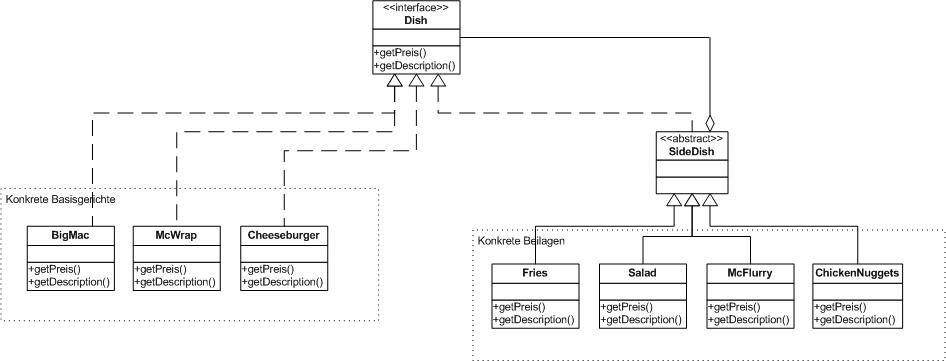 <<interface>>
Dish
+getPreis()
+getDescription()
<<abstract>>
SideDish
Konkrete Basisgerichte
BigMac
+getPreis()
+getDescription()
McWrap
+getPreis()
+getDescription()
Cheeseburger
+getPreis()
+getDescription()
Konkrete Beilagen
Fries
+getPreis()
+getDescription()
Salad
+getPreis()
+getDescription()
McFlurry
+getPreis()
+getDescription()
ChickenNuggets
+getPreis()
+getDescription()